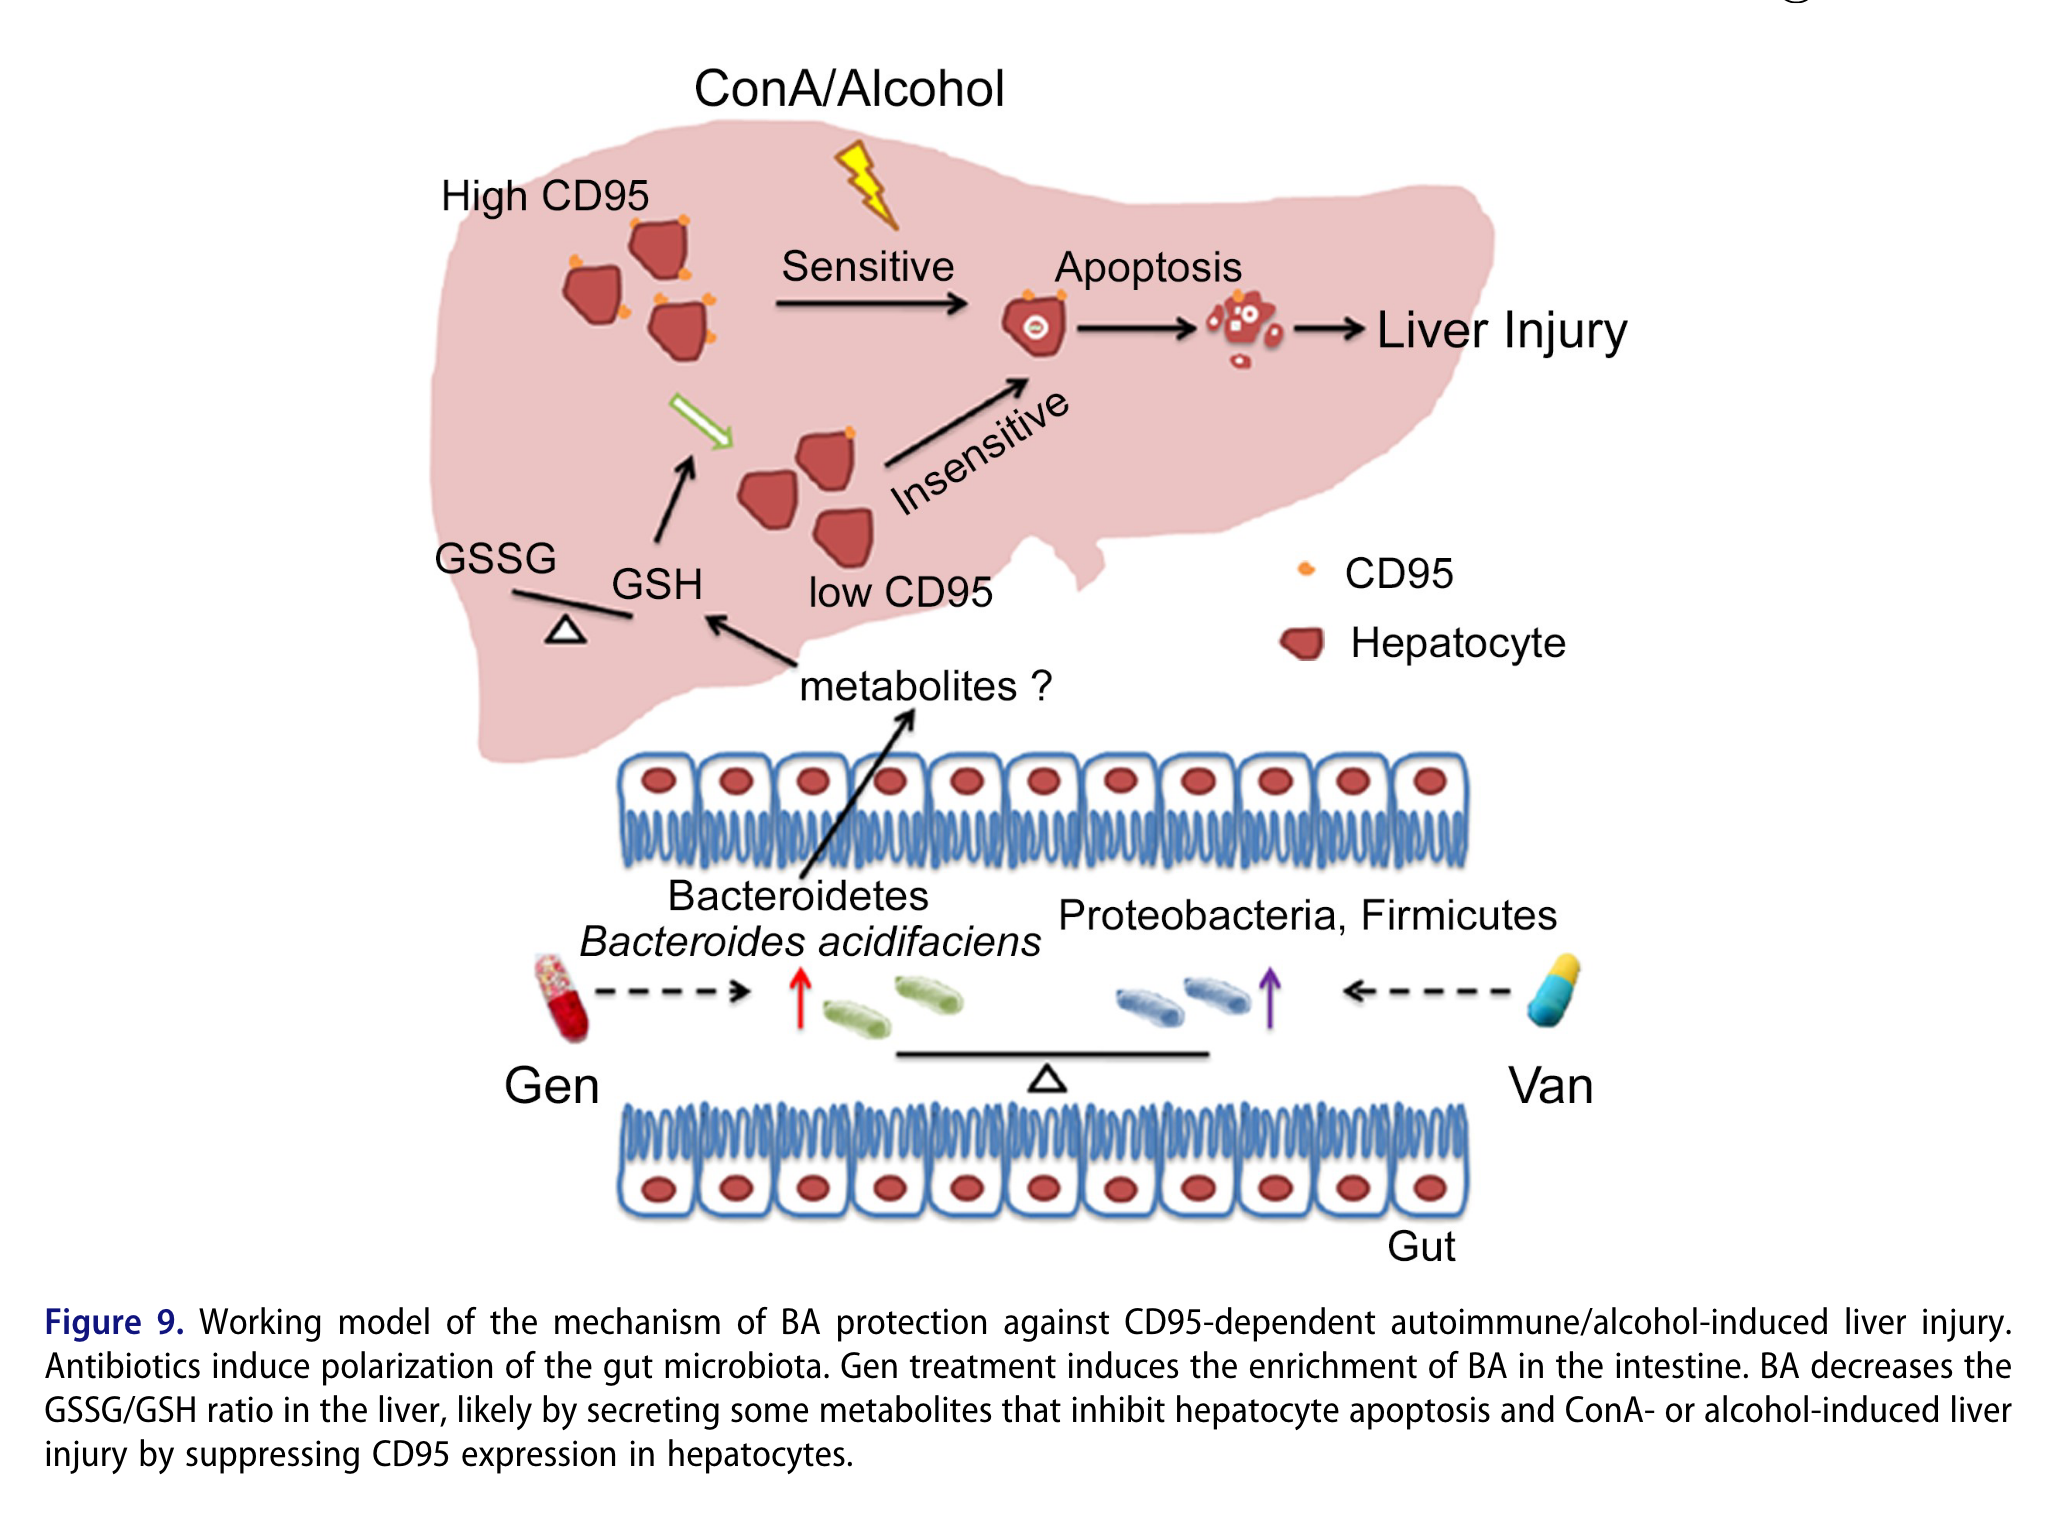 ConA/Alcohol
High CD95
Sensitive
Apoptosis
Liver Injury
Insensitive
GSSG
GSH
low CD95
CD95
Hepatocyte
metabolites ?
Bacteroidetes
Bacteroides acidifaciens
Proteobacteria, Firmicutes
Gen
Van
Gut
Figure 9. Working model of the mechanism of BA protection against CD95-dependent autoimmune/alcohol-induced liver injury.
Antibiotics induce polarization of the gut microbiota. Gen treatment induces the enrichment of BA in the intestine. BA decreases the
GSSG/GSH ratio in the liver, likely by secreting some metabolites that inhibit hepatocyte apoptosis and ConA- or alcohol-induced liver
injury by suppressing CD95 expression in hepatocytes.